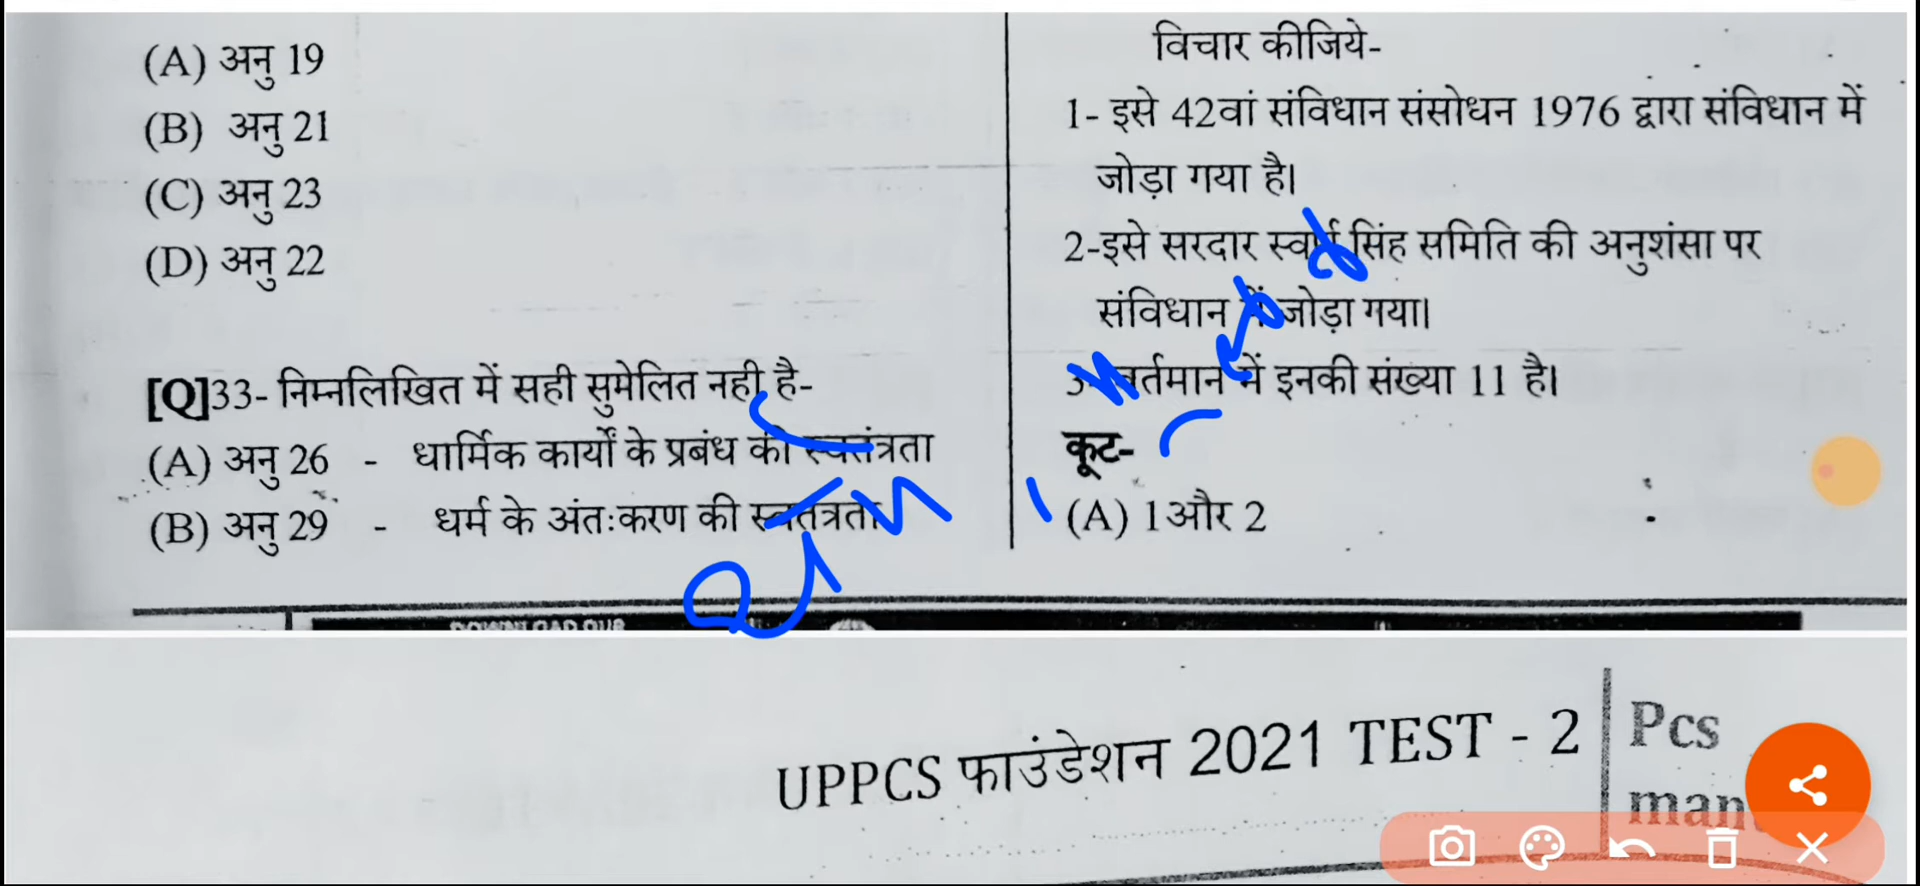 (A) अनु 19
(B) अनु 21
(C) अनु 23
(D) अनु 22
[Q]33- निम्नलिखित में सही सुमेलित नही है-
(A) अनु 26 - धार्मिक कार्यों के प्रबंध की स्वतंत्रता
(B) अनु 29 - धर्म के अंतःकरण की स्वतंत्रता
विचार कीजिये-
1- इसे 42वां संविधान संसोधन 1976 द्वारा संविधान में
जोड़ा गया है।
2-इसे सरदार स्वर्ण सिंह समिति की अनुशंसा पर
संविधान में जोड़ा गया।
3-वर्तमान में इनकी संख्या 11 है।
कूट-
(A) 1और 2
UPPCS फाउंडेशन 2021 TEST - 2
Pcs